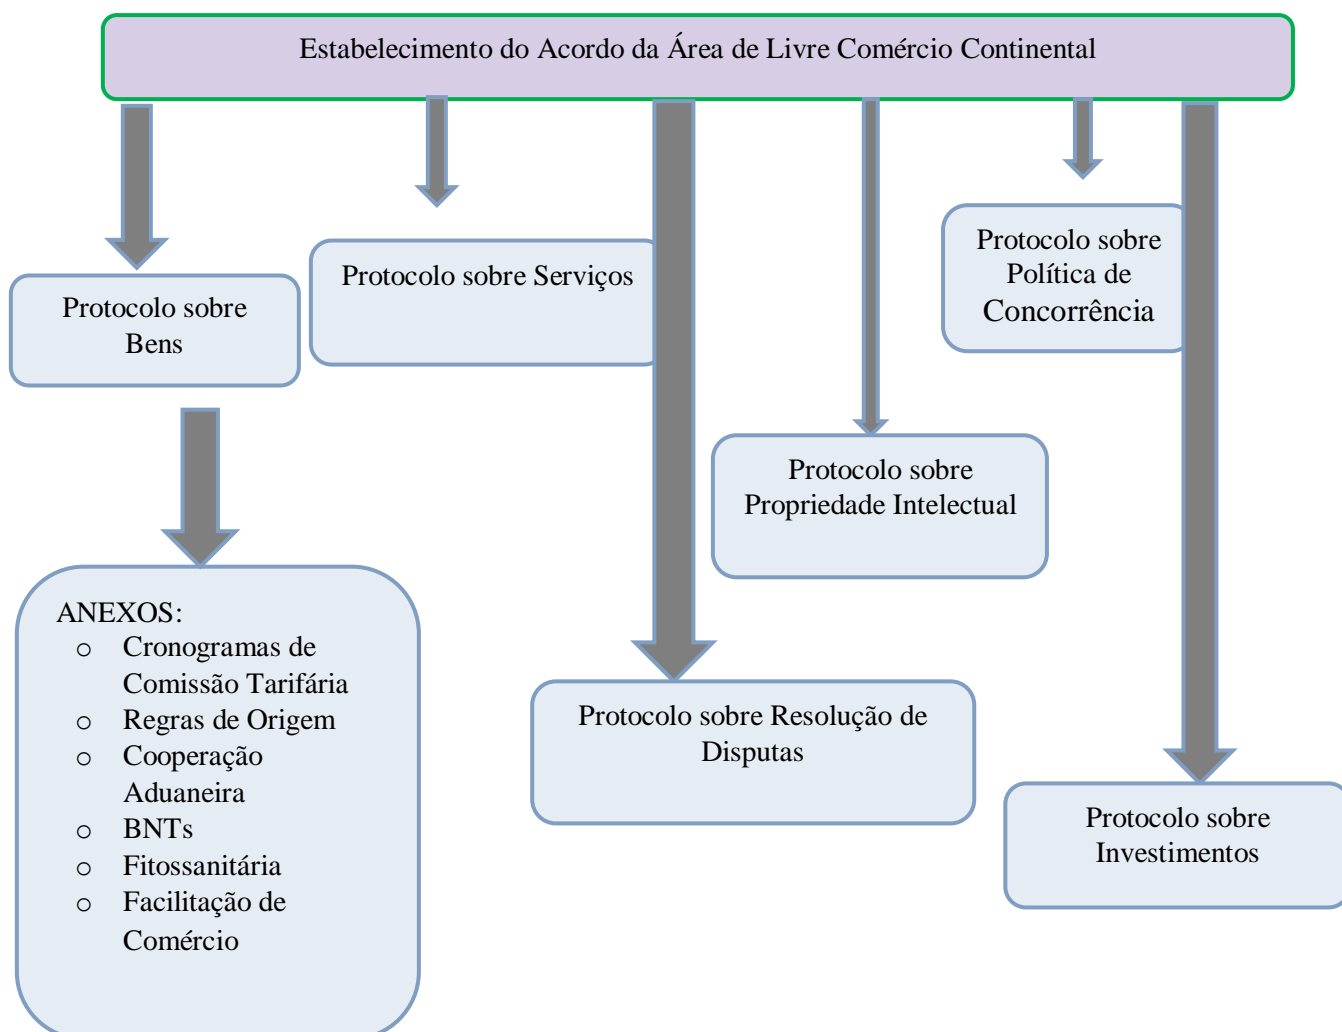 Estabelecimento do Acordo da Área de Livre Comércio Continental
Protocolo sobre
Bens
Protocolo sobre Serviços
Protocolo sobre
Política de
Concorrência
Protocolo sobre
Propriedade Intelectual
Protocolo sobre Resolução de
Disputas
Protocolo sobre
Investimentos
ANEXOS:
o Cronogramas de
Comissão Tarifária
o Regras de Origem
o Cooperação
Aduaneira
o BNTs
o Fitossanitária
o Facilitação de
Comércio